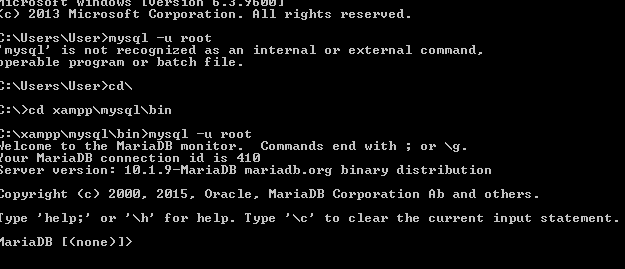 Microsoft Windows [Version 6.3.9600]
(c) 2013 Microsoft Corporation. All rights reserved.
C:\Users\User>mysql -u root
'mysql' is not recognized as an internal or external command,
operable program or batch file.
C:\Users\User>cd\
C:\>cd xampp\mysql\bin
C:\xampp\mysql\bin>mysql -u root
Welcome to the MariaDB monitor.  Commands end with ; or \g.
Your MariaDB connection id is 410
Server version: 10.1.9-MariaDB mariadb.org binary distribution
Copyright (c) 2000, 2015, Oracle, MariaDB Corporation Ab and others.
Type 'help;' or '\h' for help. Type '\c' to clear the current input statement.
MariaDB [(none)]>